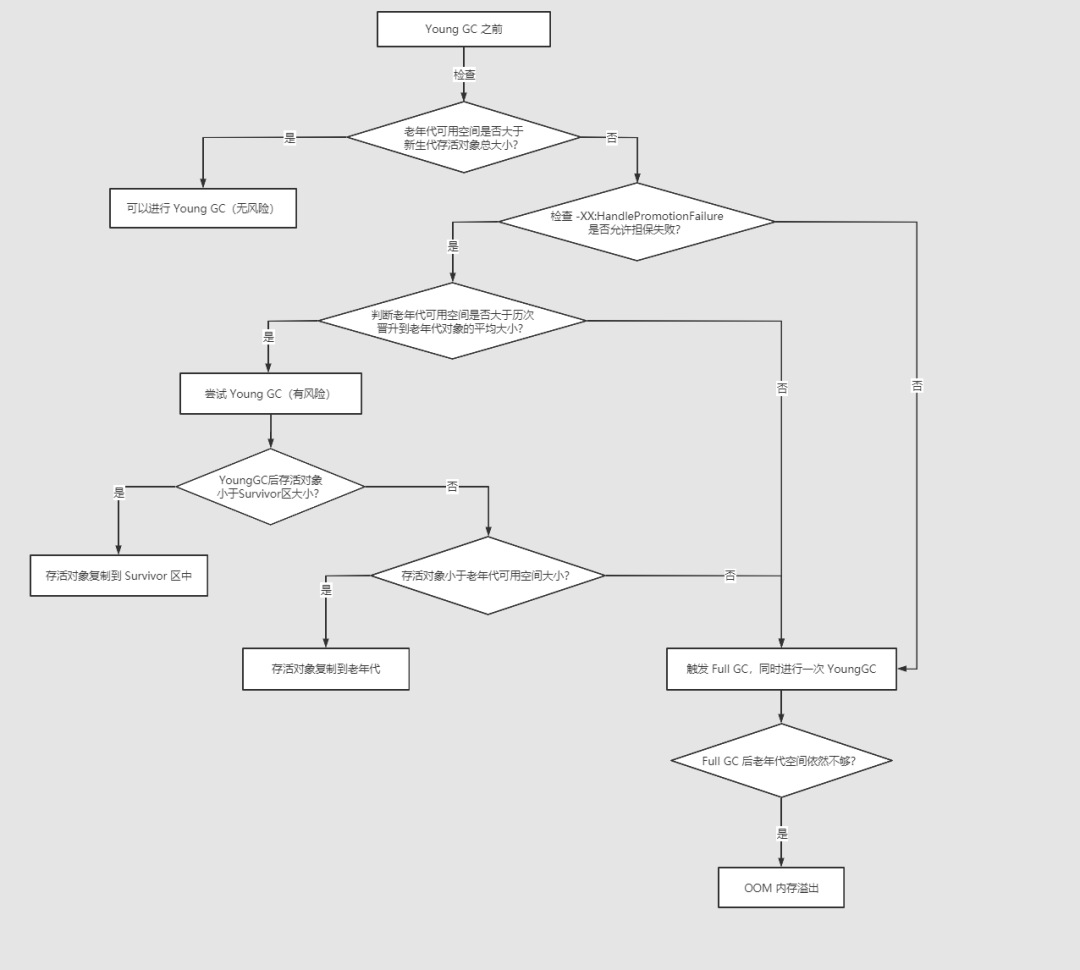 Young GC 之前
检查
老年代可用空间是否大于
新生代存活对象总大小?
是
否
可以进行 Young GC（无风险）
检查 -XX:HandlePromotionFailure
是否允许担保失败?
是
判断老年代可用空间是否大于历次
晋升到老年代对象的平均大小?
是
否
否
尝试 Young GC（有风险）
YoungGC后存活对象
小于Survivor区大小?
是
否
存活对象复制到 Survivor 区中
存活对象小于老年代可用空间大小?
是
否
存活对象复制到老年代
触发 Full GC，同时进行一次 YoungGC
Full GC 后老年代空间依然不够?
是
OOM 内存溢出